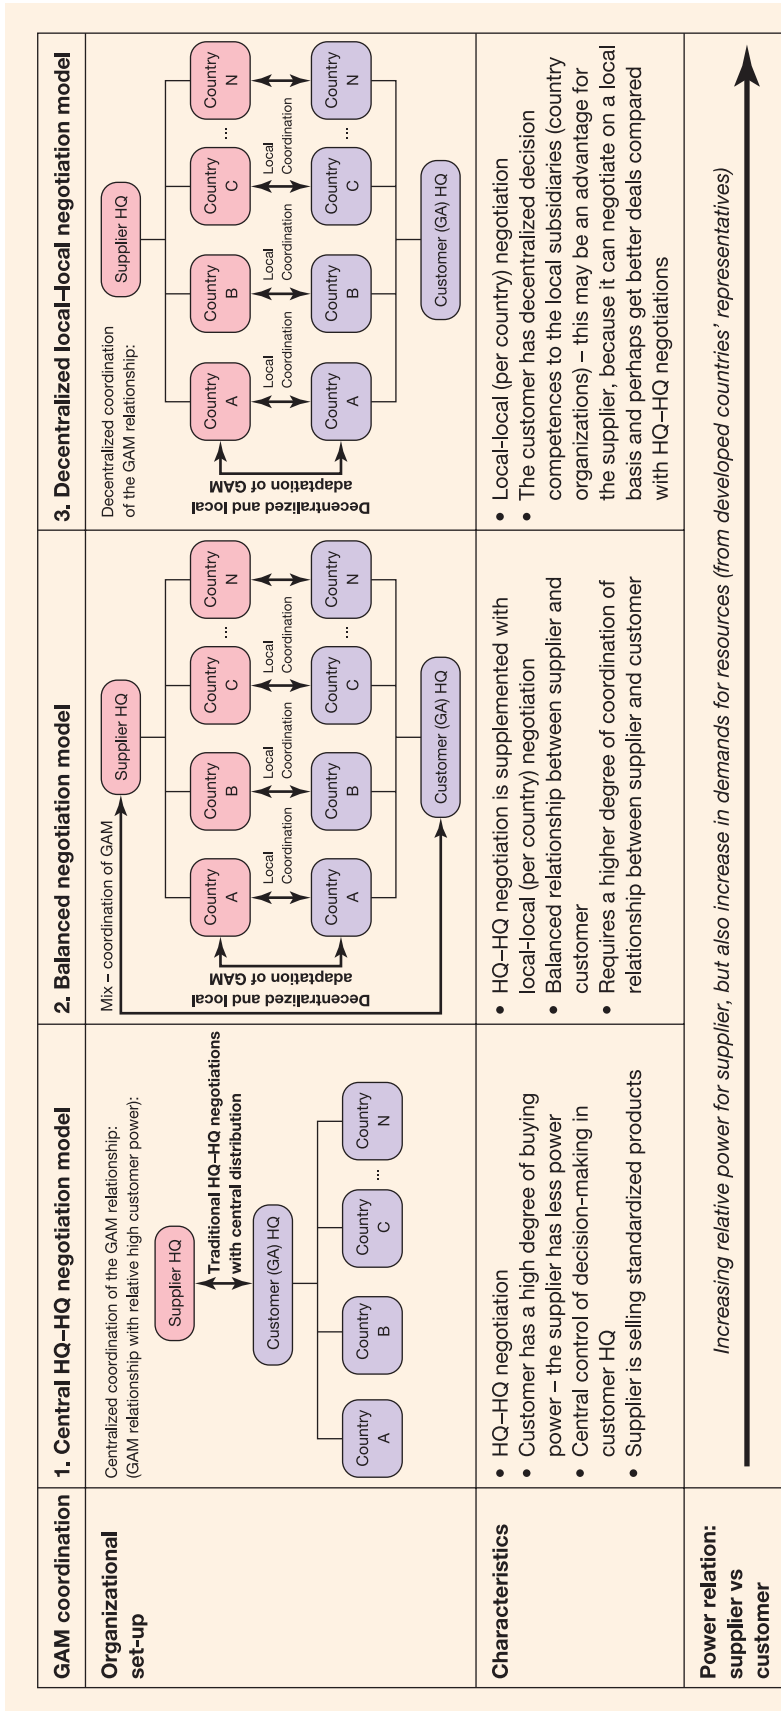 GAM coordination
1. Central HQ–HQ negotiation model
2. Balanced negotiation model
3. Decentralized local–local negotiation model
Organizational
set-up
Centralized coordination of the GAM relationship:
(GAM relationship with relative high customer power):
Supplier HQ
Traditional HQ–HQ negotiations
with central distribution
Customer (GA) HQ
Country
A
Country
B
Country
C
...
Country
N
Mix – coordination of GAM
Supplier HQ
Decentralized and local
adaptation of GAM
Country
A
Country
B
Country
C
...
Country
N
Local
Coordination
Local
Coordination
Local
Coordination
Country
A
Country
B
Country
C
...
Country
N
Customer (GA) HQ
Decentralized coordination
of the GAM relationship:
Supplier HQ
Decentralized and local
adaptation of GAM
Country
A
Country
B
Country
C
...
Country
N
Local
Coordination
Local
Coordination
Local
Coordination
Country
A
Country
B
Country
C
...
Country
N
Customer (GA) HQ
Characteristics
• HQ–HQ negotiation
• Customer has a high degree of buying
power – the supplier has less power
• Central control of decision-making in
customer HQ
• Supplier is selling standardized products
• HQ–HQ negotiation is supplemented with
local-local (per country) negotiation
• Balanced relationship between supplier and
customer
• Requires a higher degree of coordination of
relationship between supplier and customer
• Local-local (per country) negotiation
• The customer has decentralized decision
competences to the local subsidiaries (country
organizations) – this may be an advantage for
the supplier, because it can negotiate on a local
basis and perhaps get better deals compared
with HQ–HQ negotiations
Power relation:
supplier vs
customer
Increasing relative power for supplier, but also increase in demands for resources (from developed countries' representatives)